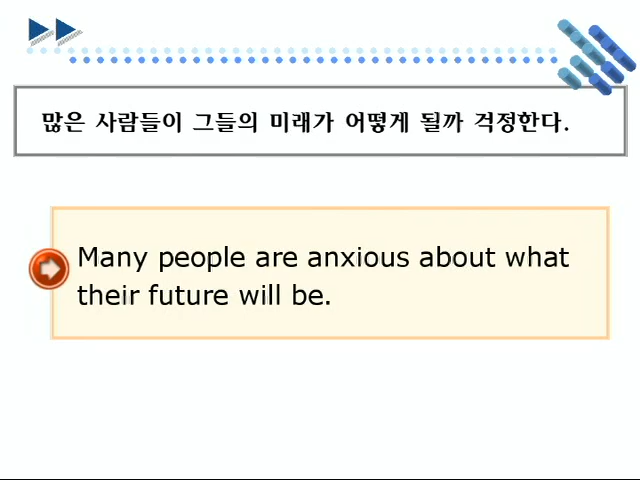 많은 사람들이 그들의 미래가 어떻게 될까 걱정한다.
Many people are anxious about what
their future will be.